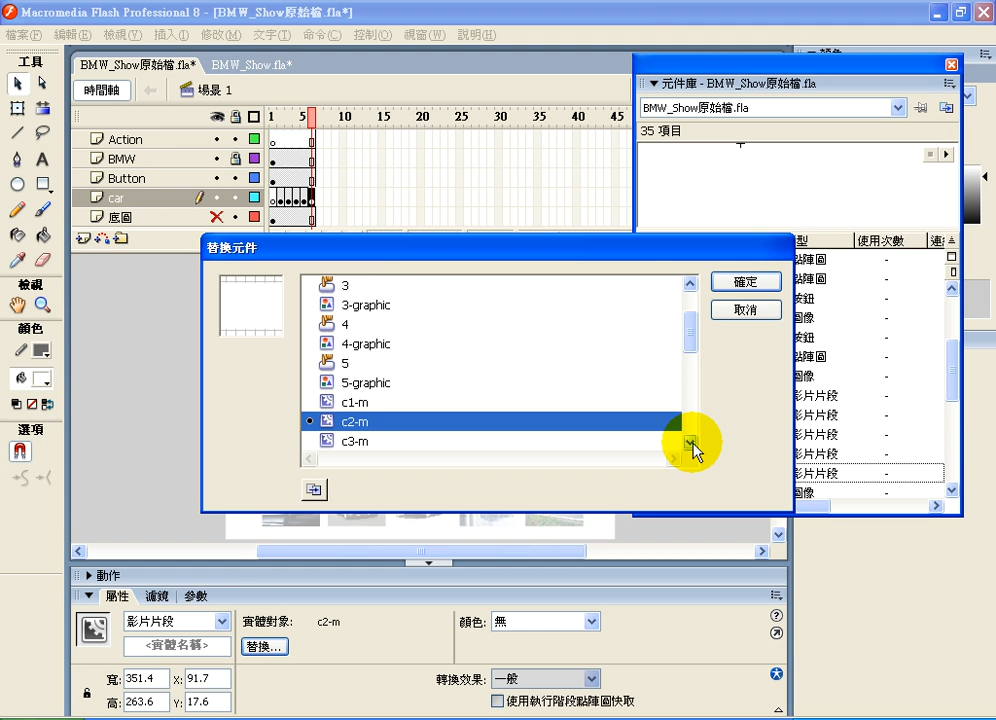 Macromedia Flash Professional 8 - [BMW_Show原始檔.fla*]
檔案(F) 編輯(E) 檢視(V) 插入(I) 修改(M) 文字(T) 命令(C) 控制(O) 視窗(W) 說明(H)
工具
BMW_Show原始檔.fla* BMW_Show.fla*
時間軸 場景 1
1 5 10 15 20 25 30 35 40 45
Action
BMW
Button
car
底圖
檢視
顏色
選項
元件庫 - BMW_Show原始檔.fla
BMW_Show原始檔.fla
35 項目
型 使用次數
點陣圖 -
點陣圖 -
按鈕 -
圖像 -
按鈕 -
點陣圖 -
圖像 -
影片片段 -
影片片段 -
影片片段 -
影片片段 -
影片片段 -
圖像 -
替換元件
3
3-graphic
4
4-graphic
5
5-graphic
c1-m
c2-m
c3-m
確定
取消
動作
屬性 濾鏡 參數
影片片段 實體對象: c2-m 顏色: 無
<實體名稱> 替換...
寬: 351.4 X: 91.7 轉換效果: 一般
高: 263.6 Y: 17.6 使用執行階段點陣圖快取